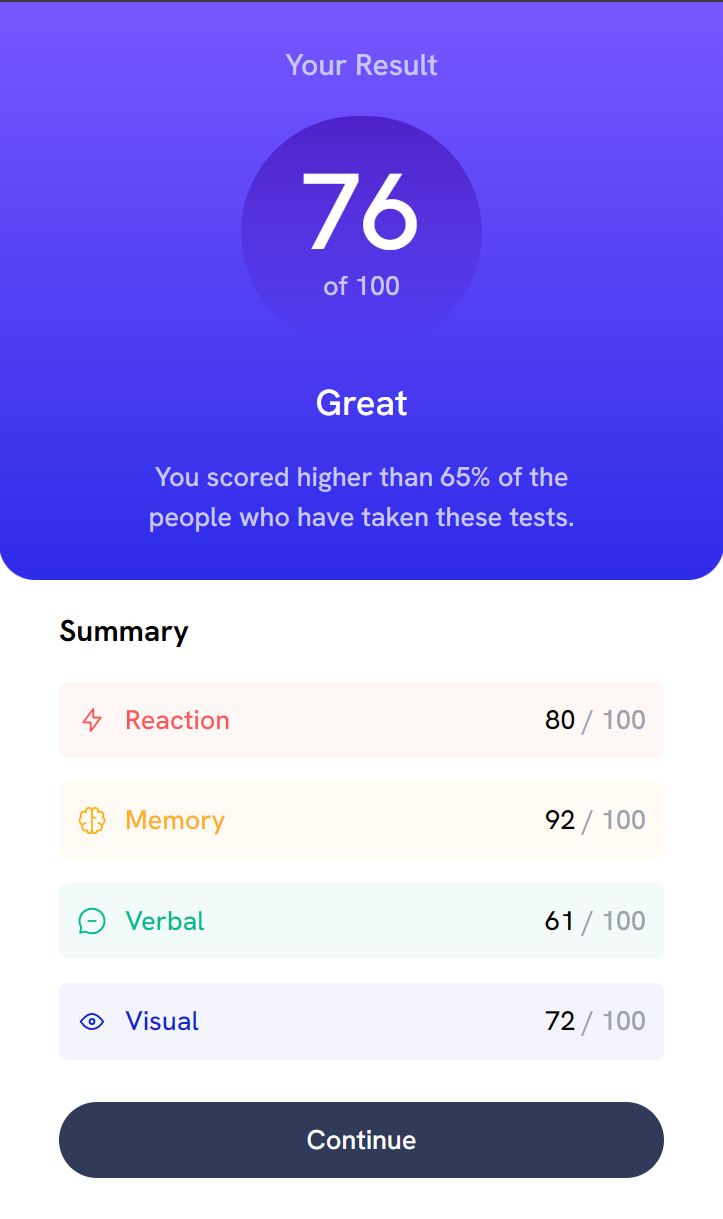 Your Result
76
of 100
Great
You scored higher than 65% of the
people who have taken these tests.
Summary
Reaction 80 / 100
Memory 92 / 100
Verbal 61 / 100
Visual 72 / 100
Continue